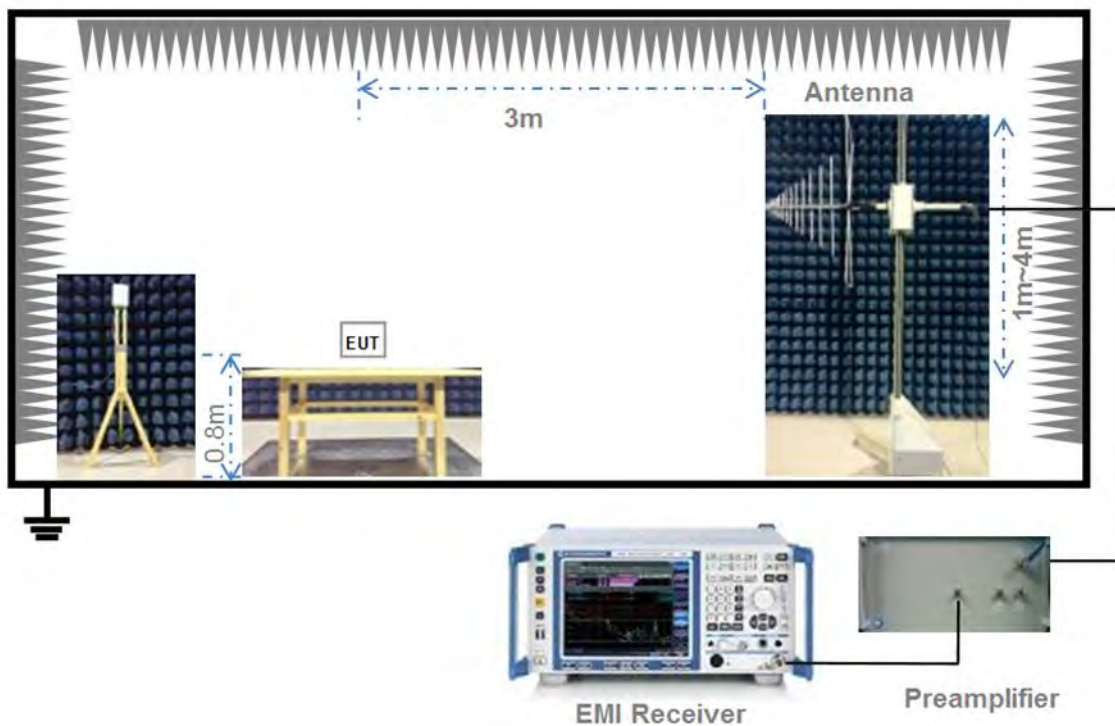 Antenna
3m
1m~4m
EUT
0.8m
EMI Receiver
Preamplifier